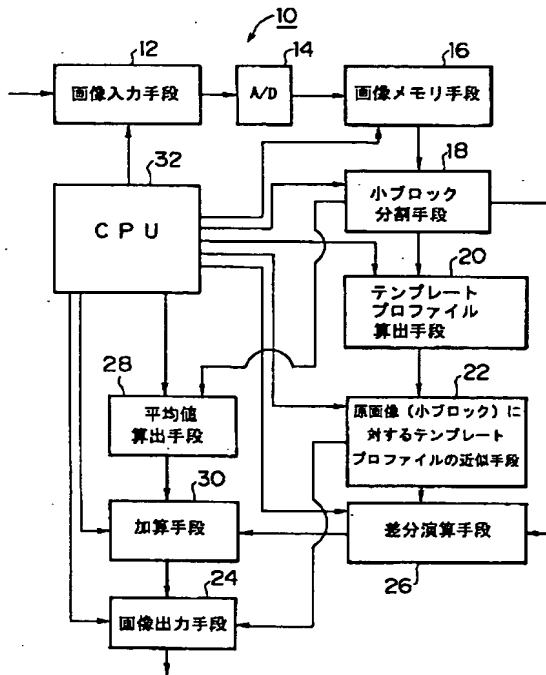 10
12
画像入力手段
14
A/D
16
画像メモリ手段
18
小ブロック
分割手段
32
CPU
20
テンプレート
プロファイル
算出手段
28
平均値
算出手段
22
原画像(小ブロック)に
対するテンプレート
プロファイルの近似手段
30
加算手段
差分演算手段
26
24
画像出力手段